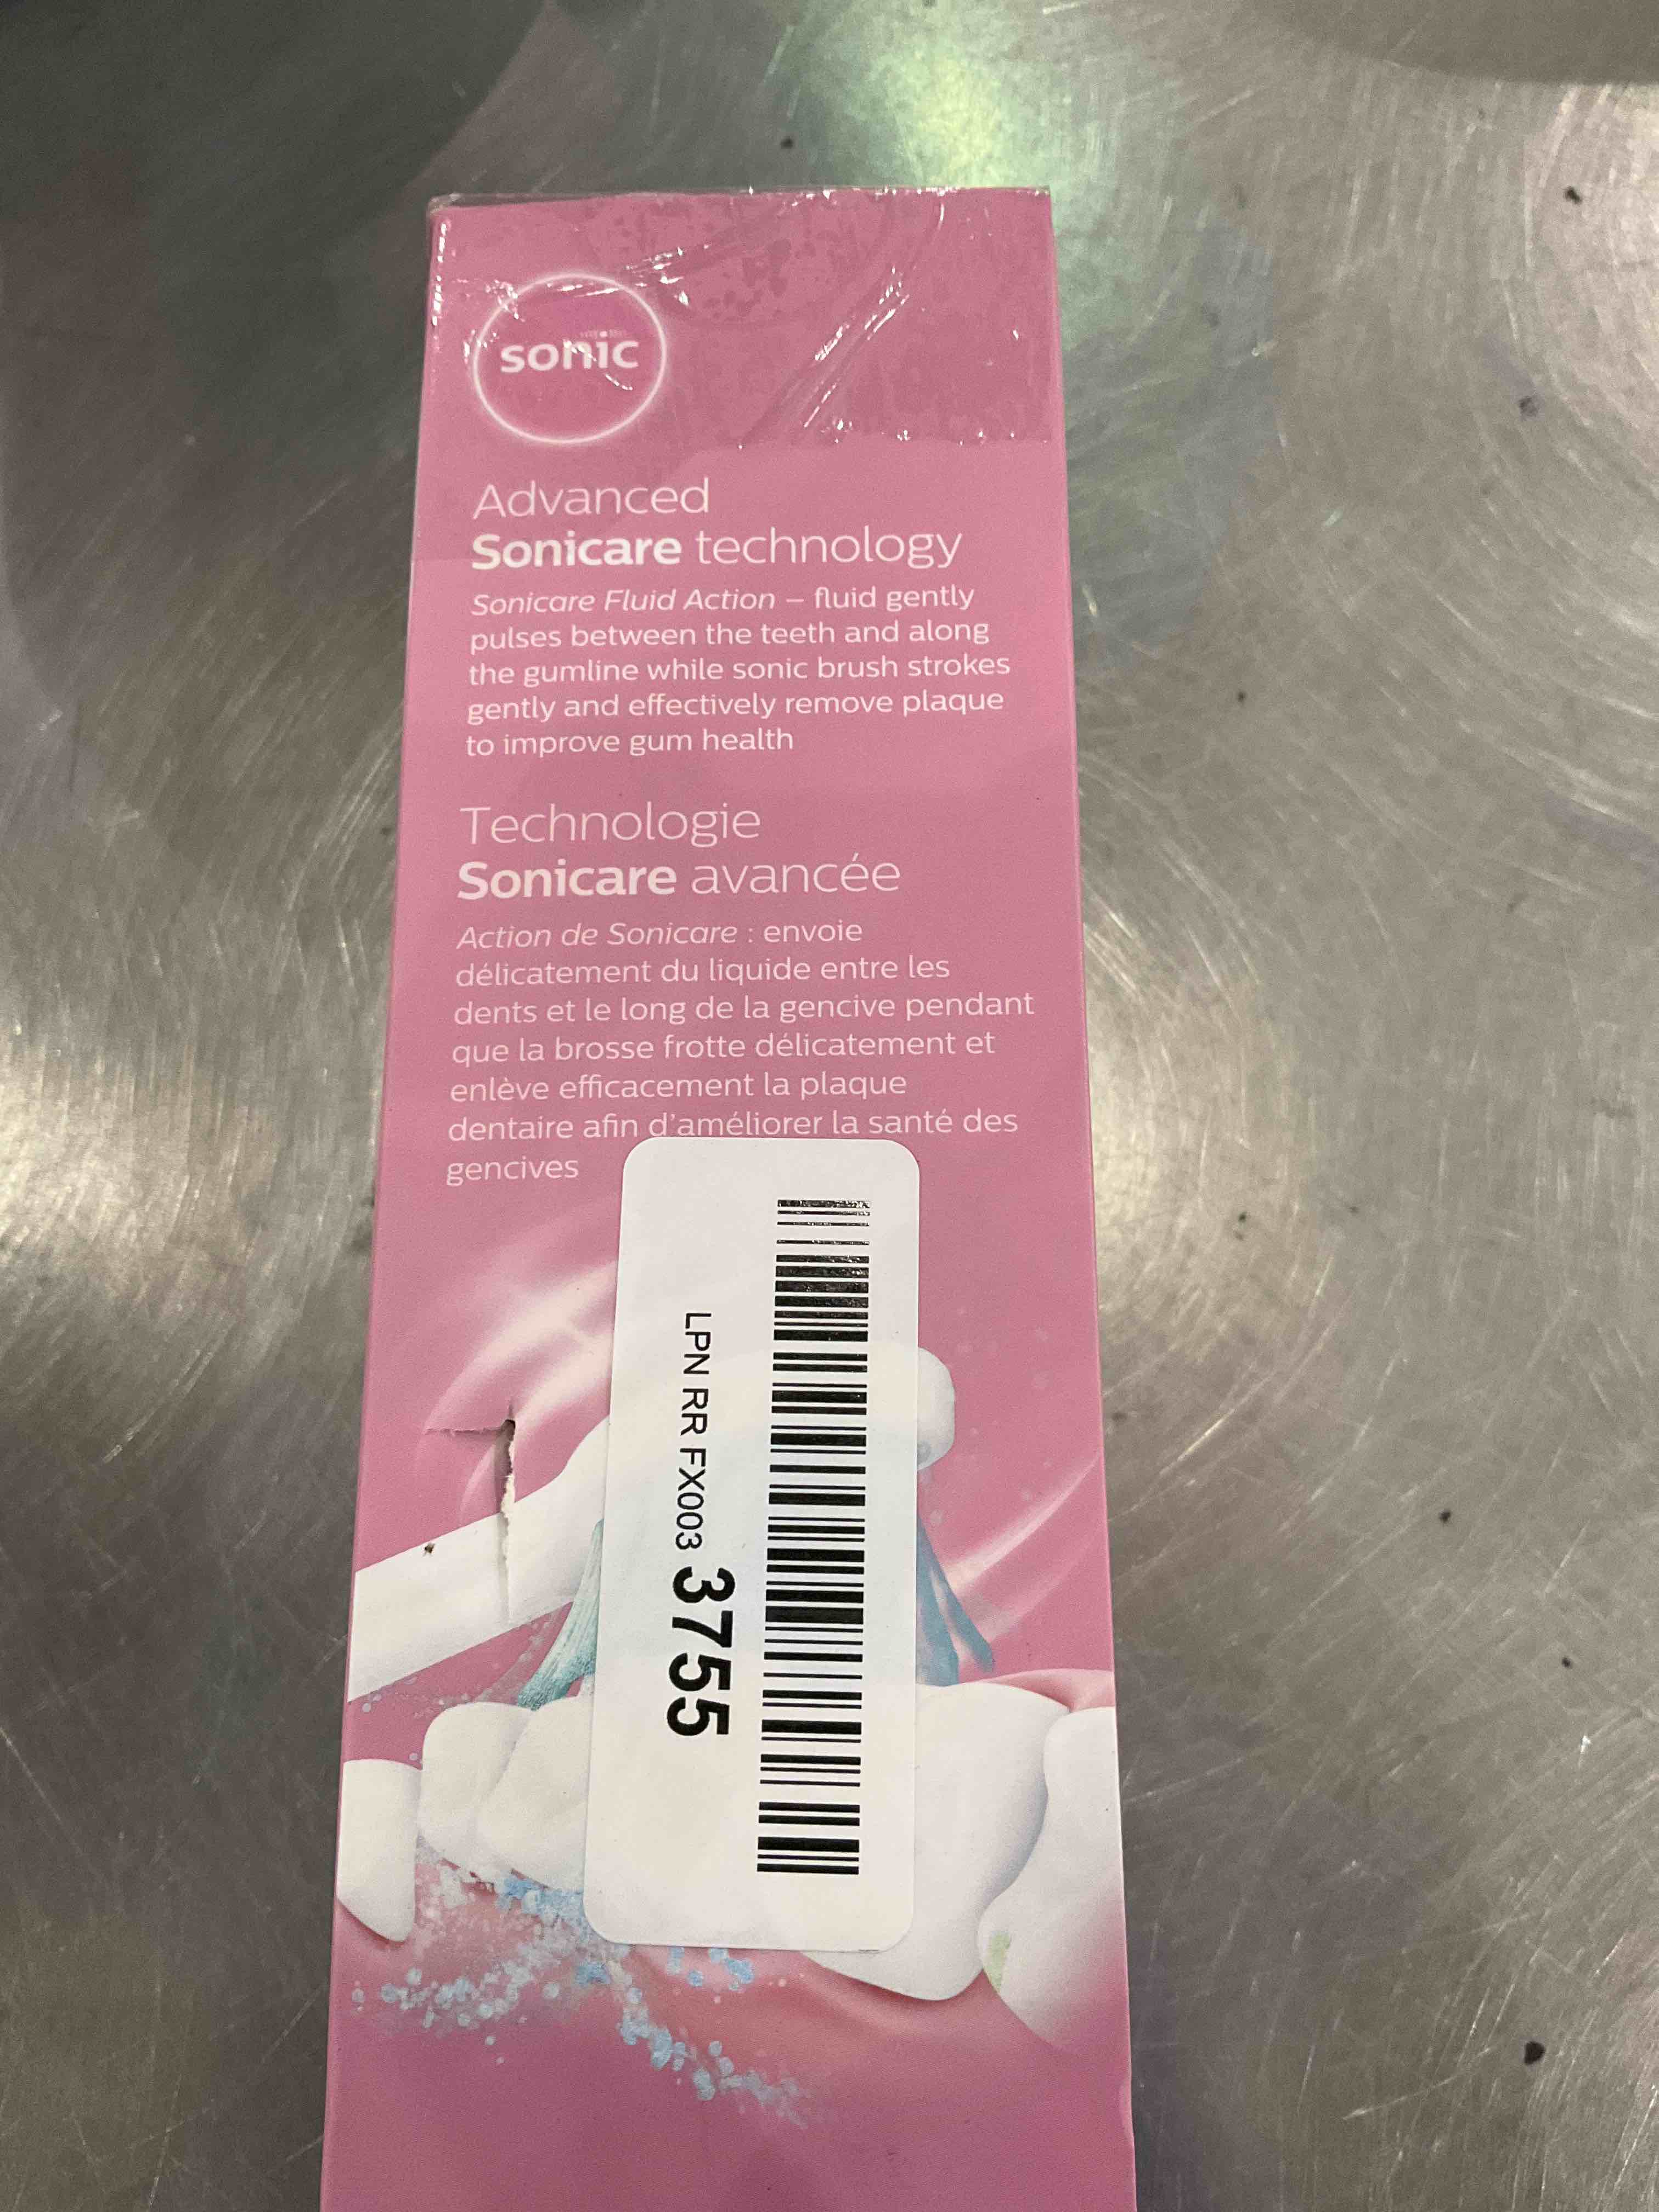 sonic
Advanced
Sonicare technology
Sonicare Fluid Action – fluid gently
pulses between the teeth and along
the gumline while sonic brush strokes
gently and effectively remove plaque
to improve gum health
Technologie
Sonicare avancée
Action de Sonicare : envoie
délicatement du liquide entre les
dents et le long de la gencive pendant
que la brosse frotte délicatement et
enlève efficacement la plaque
dentaire afin d'améliorer la santé des
gencives
LPN RR FX003 3755